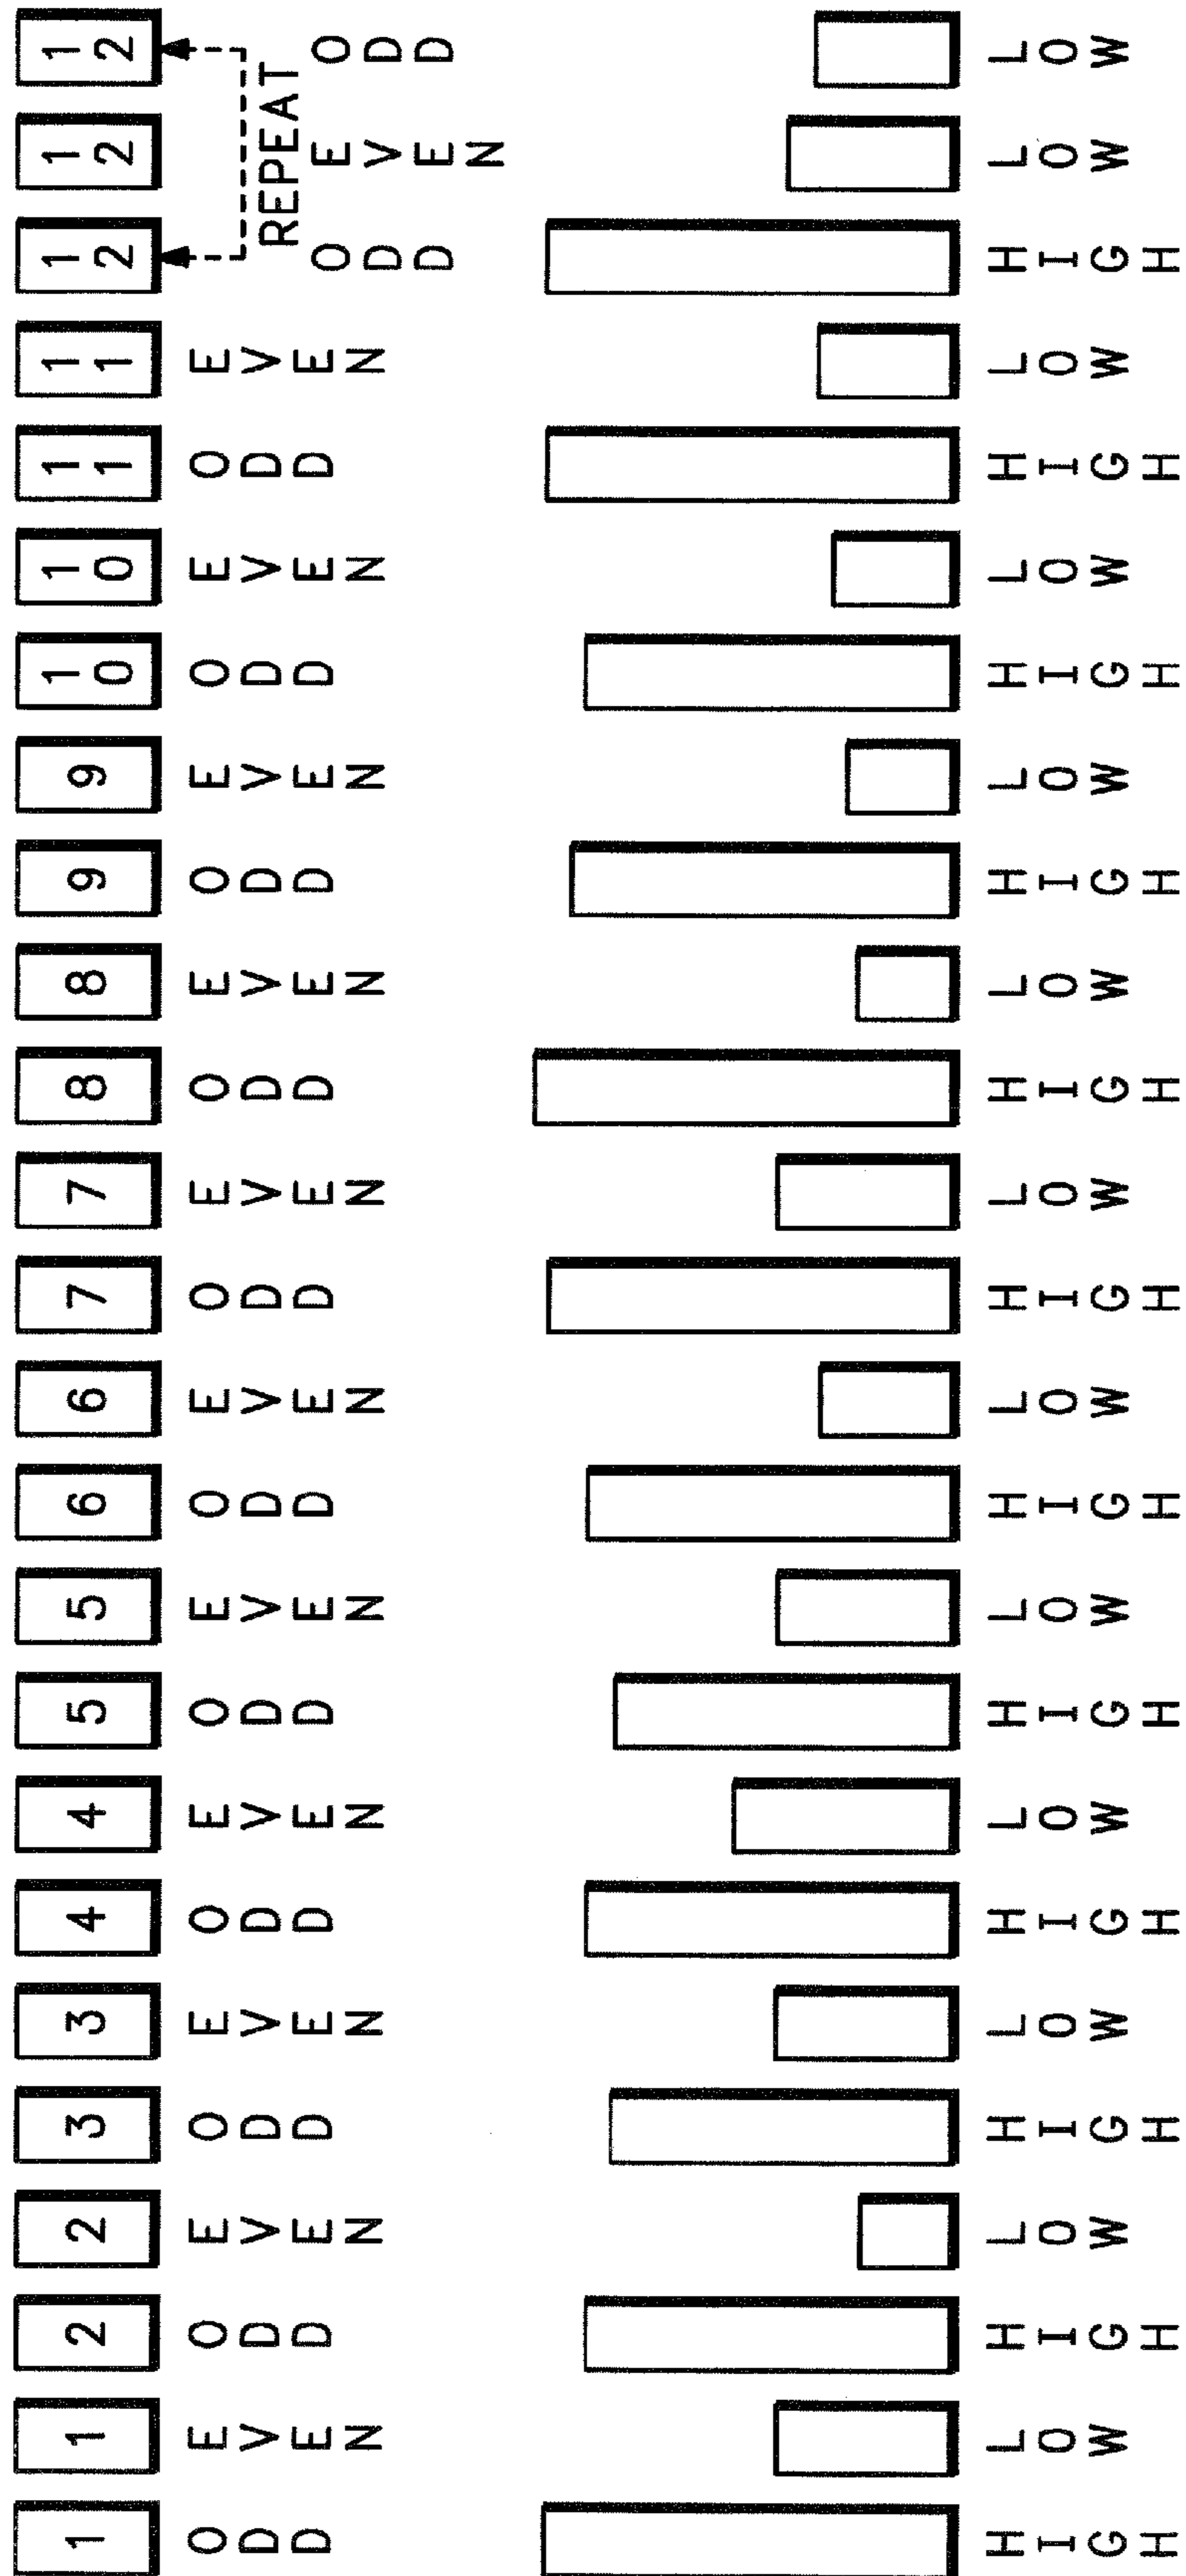 1 1 2 2 3 3 4 4 5 5 6 6 7 7 8 8 9 9 10 10 11 11 12 12 12
ODD EVEN ODD EVEN ODD EVEN ODD EVEN ODD EVEN ODD EVEN ODD EVEN ODD EVEN ODD EVEN ODD EVEN ODD EVEN
REPEAT
ODD EVEN ODD
HIGH LOW HIGH LOW HIGH LOW HIGH LOW HIGH LOW HIGH LOW HIGH LOW HIGH LOW HIGH LOW HIGH LOW HIGH LOW HIGH LOW LOW